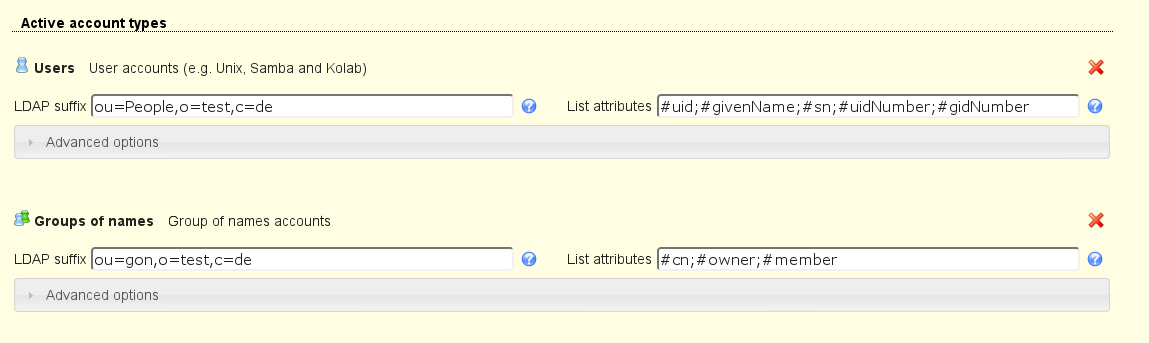 Active account types
Users User accounts (e.g. Unix, Samba and Kolab)
LDAP suffix ou=People,o=test,c=de List attributes #uid;#givenName;#sn;#uidNumber;#gidNumber
Advanced options
Groups of names Group of names accounts
LDAP suffix ou=gon,o=test,c=de List attributes #cn;#owner;#member
Advanced options